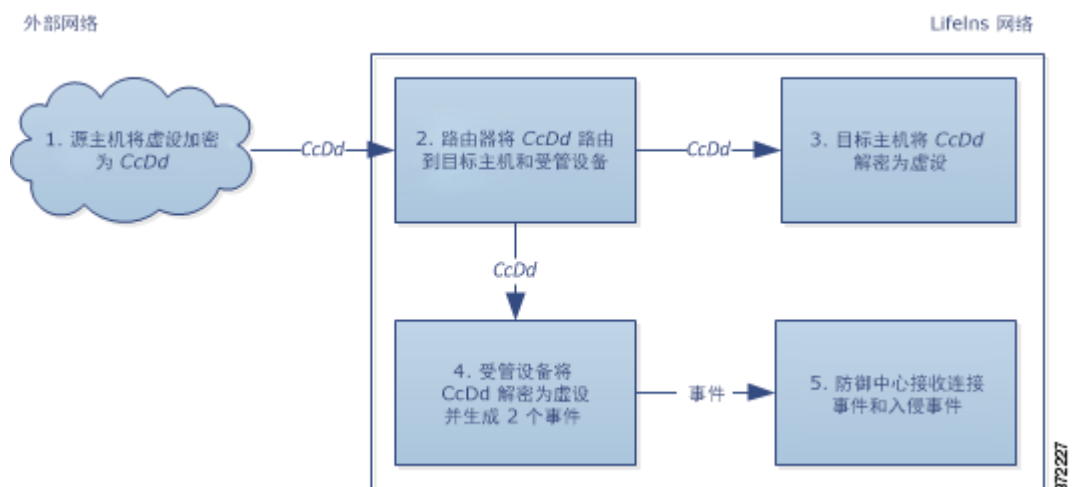 外部网络
LifeIns 网络
1. 源主机将虚设加密
为 CcDd
CcDd
2. 路由器将 CcDd 路由
到目标主机和受管设备
CcDd
3. 目标主机将 CcDd
解密为虚设
CcDd
4. 受管设备将
CcDd 解密为虚设
并生成 2 个事件
事件
5. 防御中心接收连接
事件和入侵事件
372227